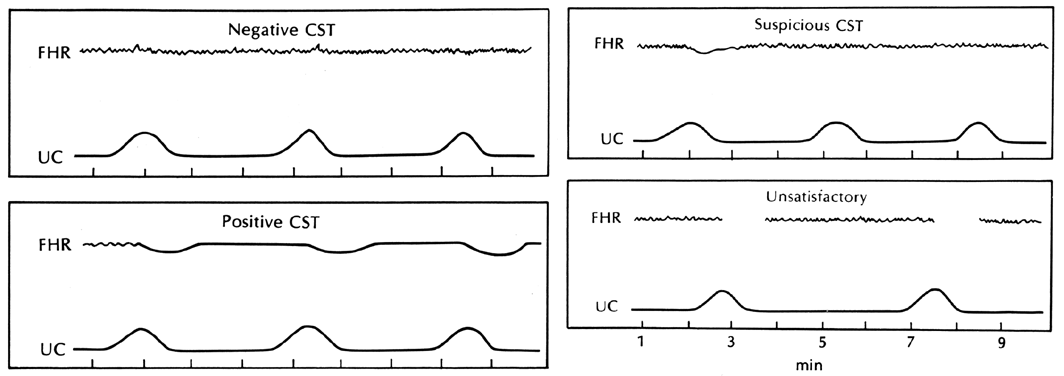 Negative CST
FHR
UC
Positive CST
FHR
UC
Suspicious CST
FHR
UC
Unsatisfactory
FHR
UC
1 3 5 7 9
min